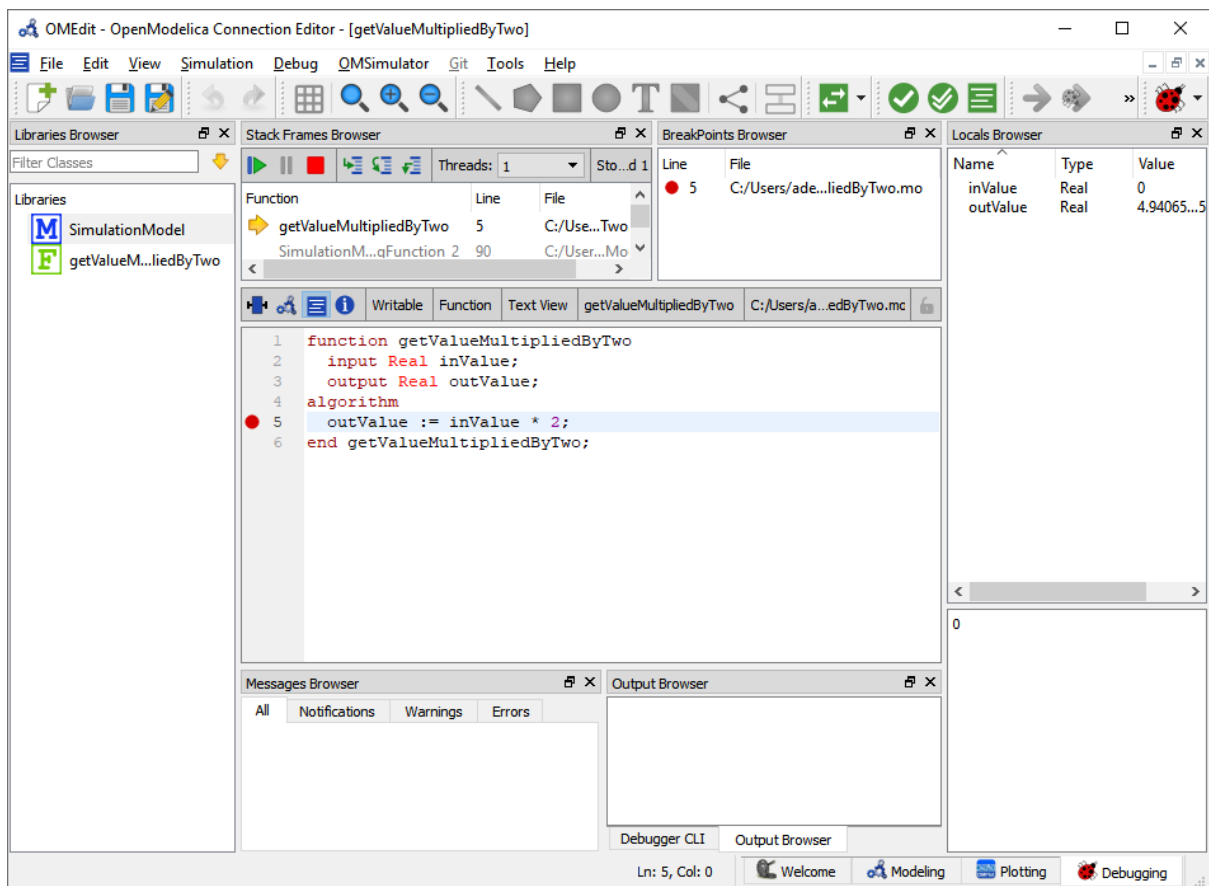 OMEdit - OpenModelica Connection Editor - [getValueMultipliedByTwo]
File Edit View Simulation Debug OMSimulator Git Tools Help
T »
Libraries Browser
Filter Classes
Libraries
M SimulationModel
F getValueM...liedByTwo
Stack Frames Browser
Threads: 1 Sto...d 1
Function Line File
getValueMultipliedByTwo 5 C:/Use...Two
SimulationM...qFunction_2 90 C:/User...Mo
BreakPoints Browser
Line File
5 C:/Users/ade...liedByTwo.mo
Locals Browser
Name Type Value
inValue Real 0
outValue Real 4.94065...5
0
Writable Function Text View getValueMultipliedByTwo C:/Users/a...edByTwo.mo
1 function getValueMultipliedByTwo
2 input Real inValue;
3 output Real outValue;
4 algorithm
5 outValue := inValue * 2;
6 end getValueMultipliedByTwo;
Messages Browser
All Notifications Warnings Errors
Output Browser
Debugger CLI Output Browser
Ln: 5, Col: 0 Welcome Modeling Plotting Debugging